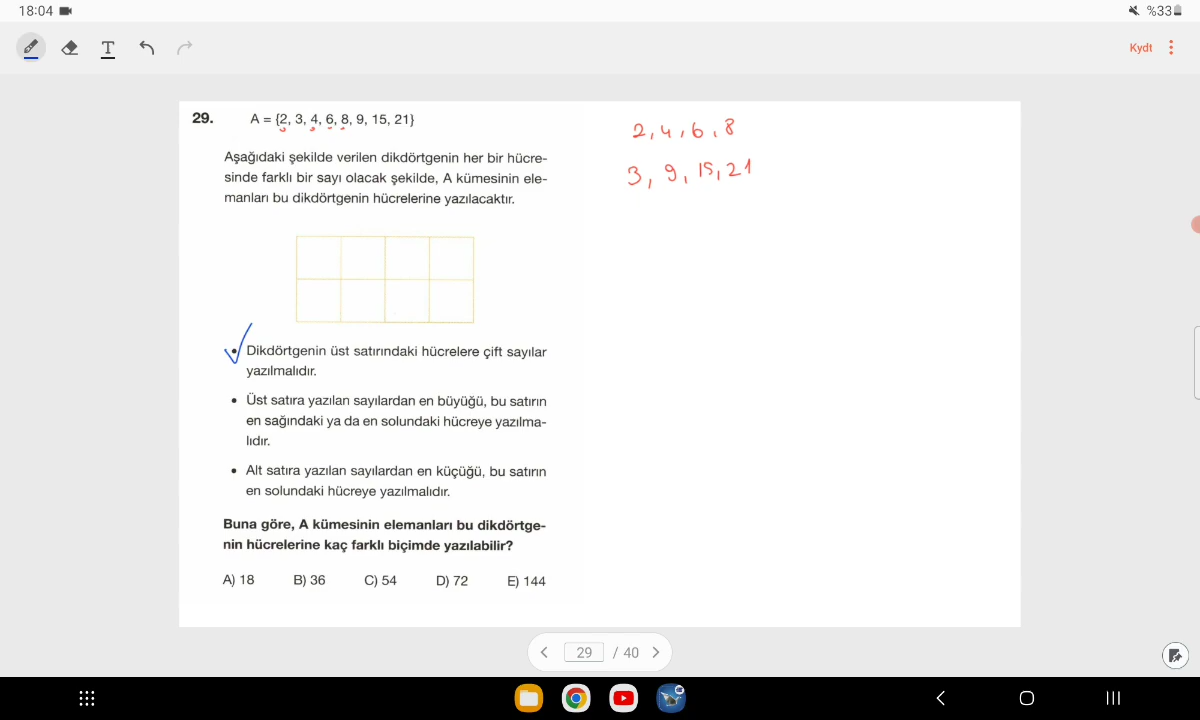 18:04
%33
T
Kydt
29. A = {2, 3, 4, 6, 8, 9, 15, 21}
Aşağıdaki şekilde verilen dikdörtgenin her bir hücre-
sinde farklı bir sayı olacak şekilde, A kümesinin ele-
manları bu dikdörtgenin hücrelerine yazılacaktır.
• Dikdörtgenin üst satırındaki hücrelere çift sayılar
yazılmalıdır.
• Üst satıra yazılan sayılardan en büyüğü, bu satırın
en sağındaki ya da en solundaki hücreye yazılma-
lıdır.
• Alt satıra yazılan sayılardan en küçüğü, bu satırın
en solundaki hücreye yazılmalıdır.
Buna göre, A kümesinin elemanları bu dikdörtge-
nin hücrelerine kaç farklı biçimde yazılabilir?
A) 18 B) 36 C) 54 D) 72 E) 144
2, 4, 6, 8
3, 9, 15, 21
29 / 40